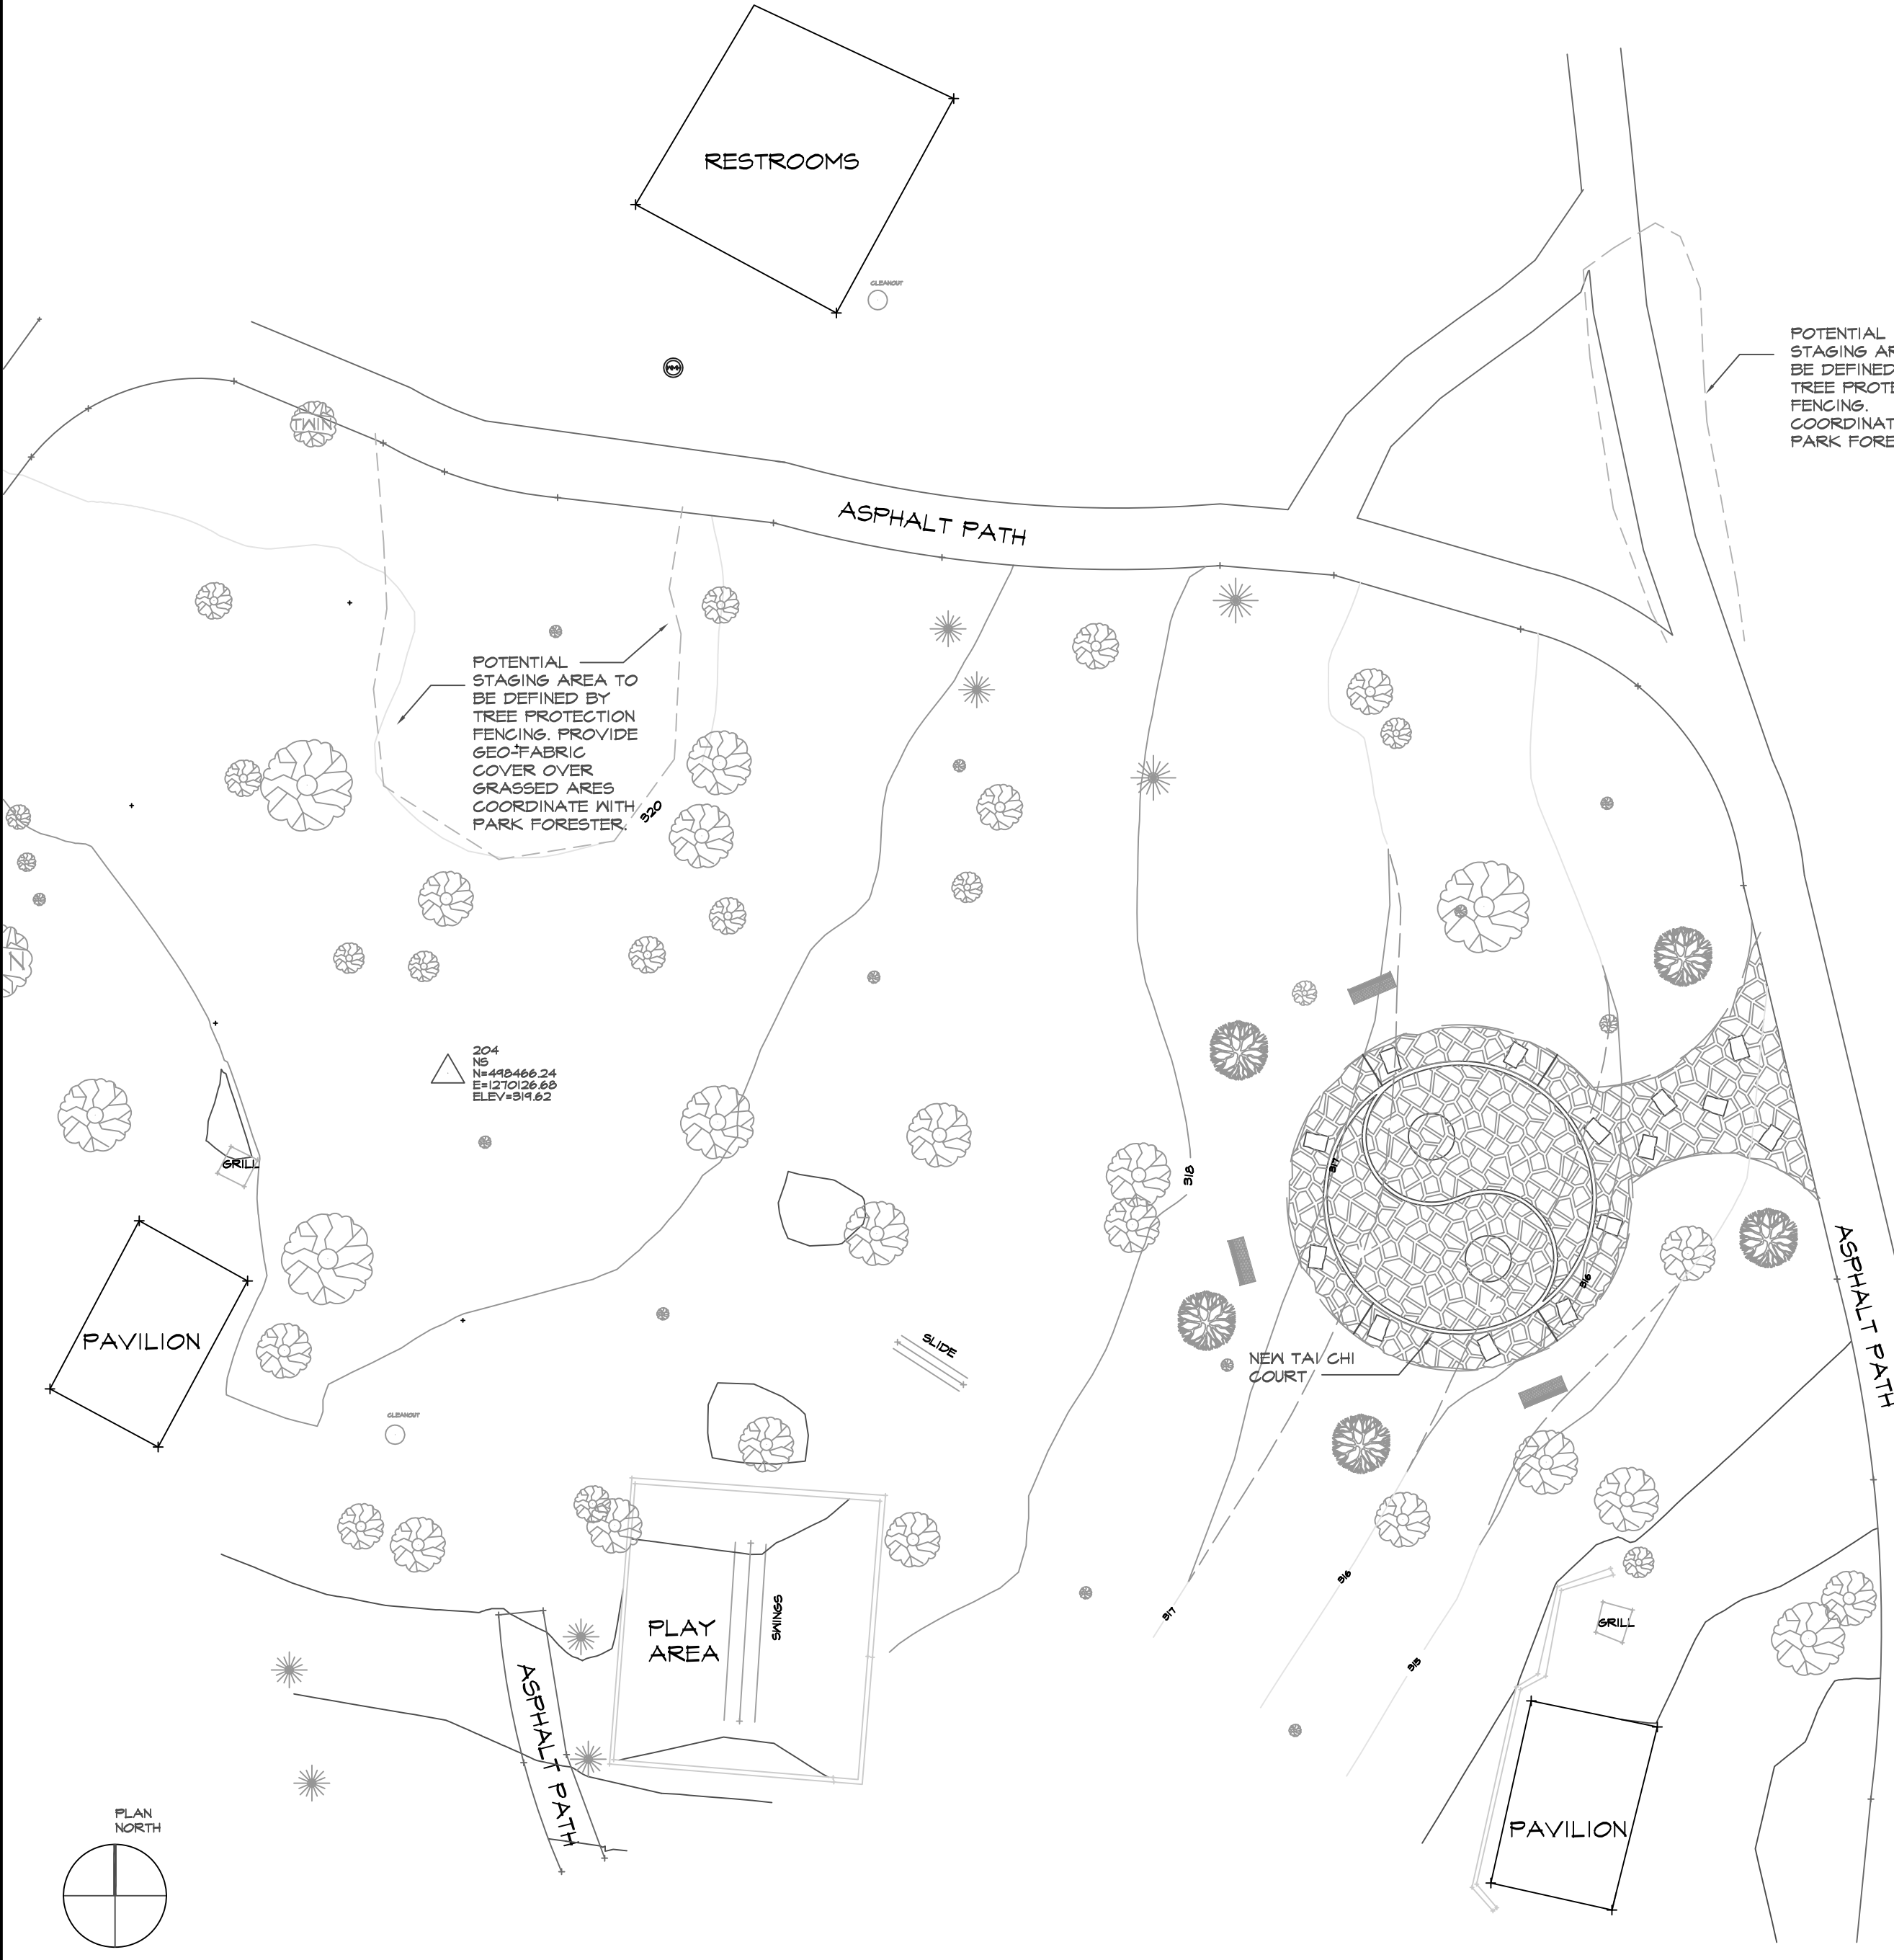 RESTROOMS
CLEANOUT
POTENTIAL
STAGING AR
BE DEFINED
TREE PROTE
FENCING.
COORDINAT
PARK FORE
TWIN
ASPHALT PATH
POTENTIAL
STAGING AREA TO
BE DEFINED BY
TREE PROTECTION
FENCING. PROVIDE
GEO-FABRIC
COVER OVER
GRASSED ARES
COORDINATE WITH
PARK FORESTER.
320
N
204
NS
N=498466.24
E=1270126.68
ELEV=319.62
GRILL
318
317
316
ASPHALT PATH
PAVILION
SLIDE
NEW TAI CHI
COURT
CLEANOUT
PLAY
AREA
SWINGS
ASPHALT PATH
317
316
315
GRILL
PAVILION
PLAN
NORTH